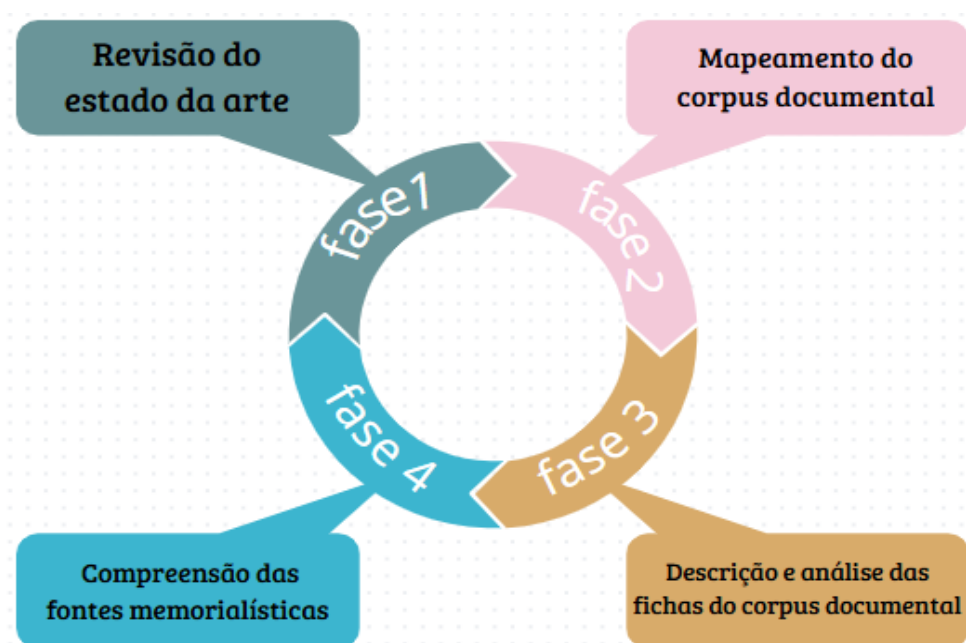 Revisão do
estado da arte
Mapeamento do
corpus documental
fase1
fase 2
fase 3
fase 4
Compreensão das
fontes memorialísticas
Descrição e análise das
fichas do corpus documental